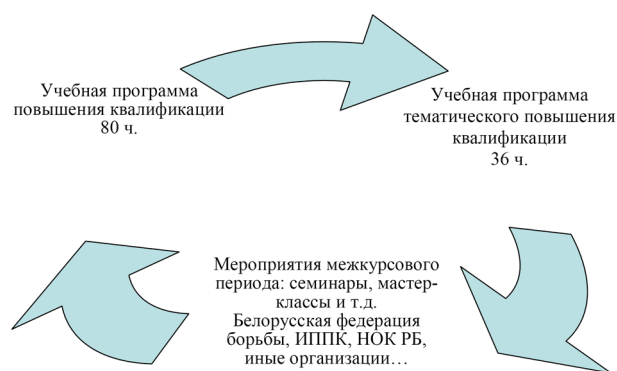 Учебная программа
повышения квалификации
80 ч.
Учебная программа
тематического повышения
квалификации
36 ч.
Мероприятия межкурсового
периода: семинары, мастер-
классы и т.д.
Белорусская федерация
борьбы, ИППК, НОК РБ,
иные организации…